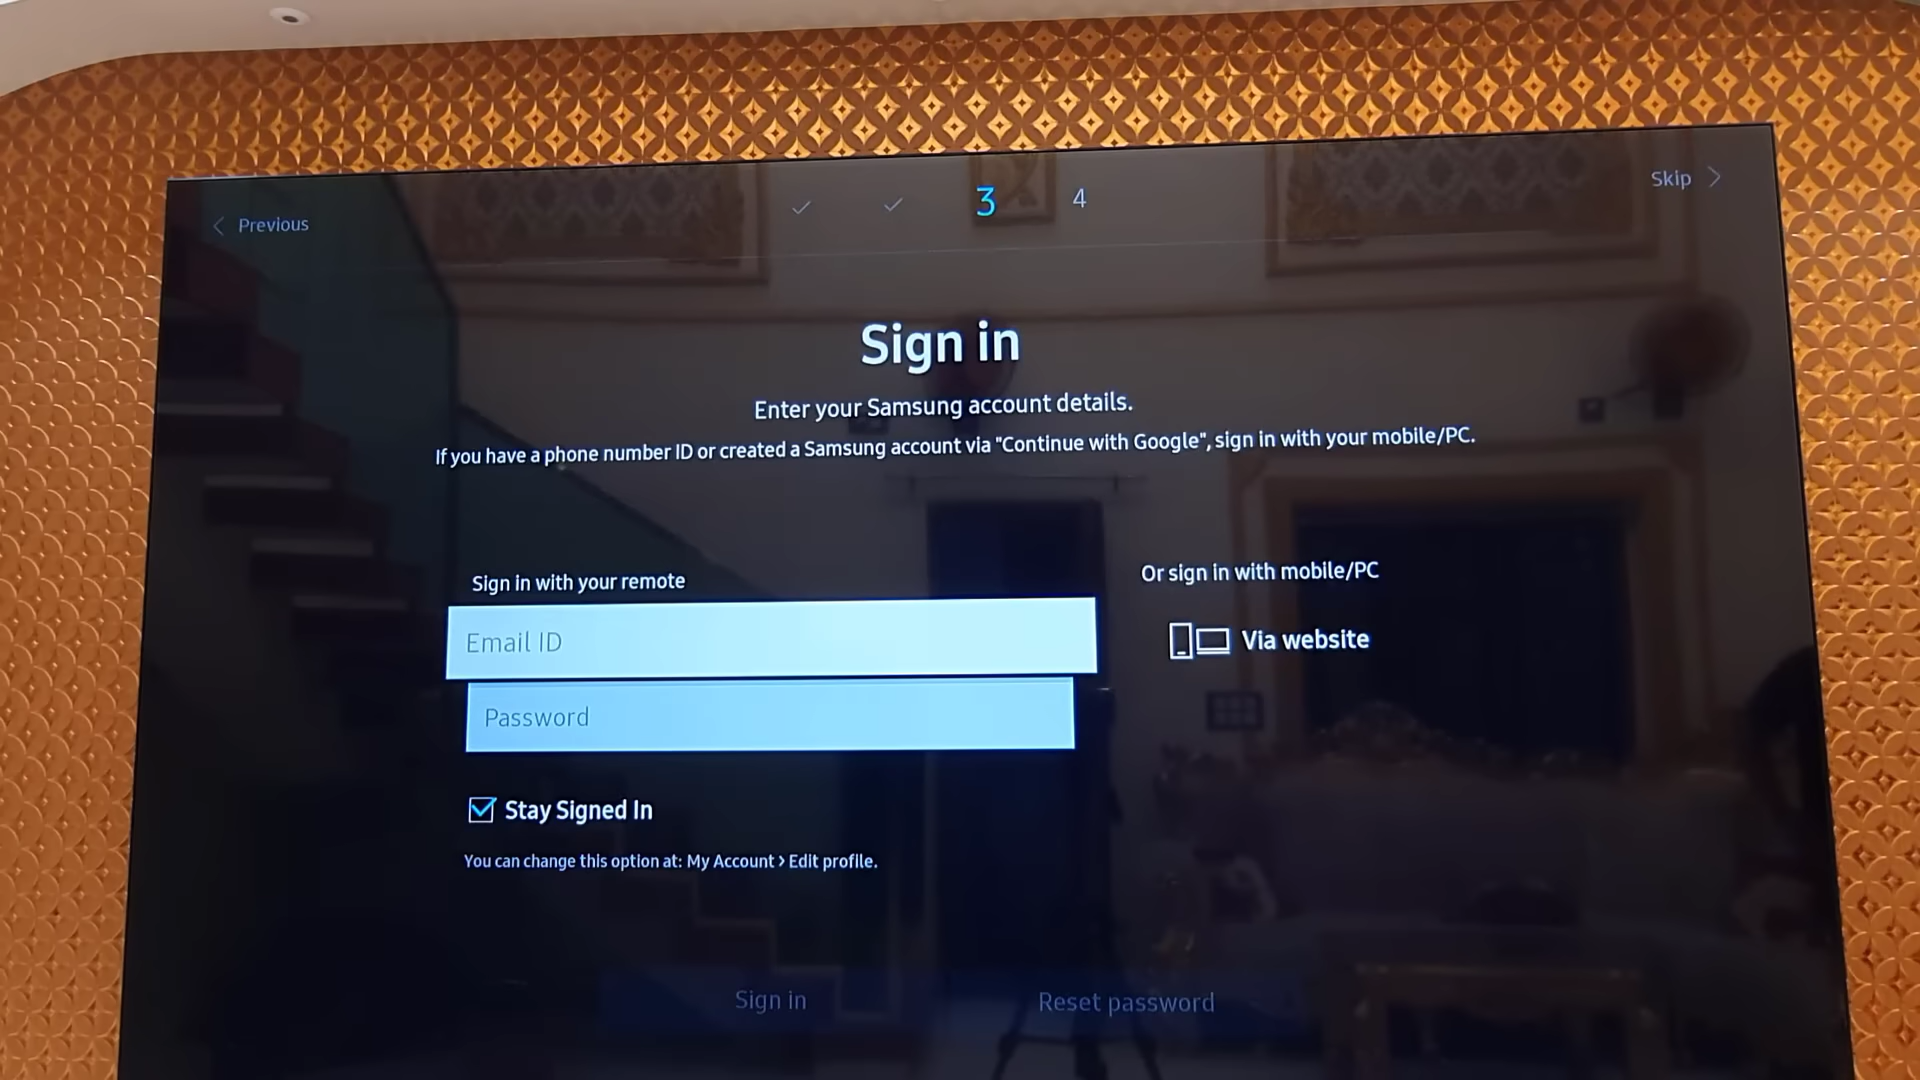 Previous
3
4
Skip
Sign in
Enter your Samsung account details.
If you have a phone number ID or created a Samsung account via "Continue with Google", sign in with your mobile/PC.
Sign in with your remote
Email ID
Password
Stay Signed In
You can change this option at: My Account > Edit profile.
Or sign in with mobile/PC
Via website
Sign in
Reset password